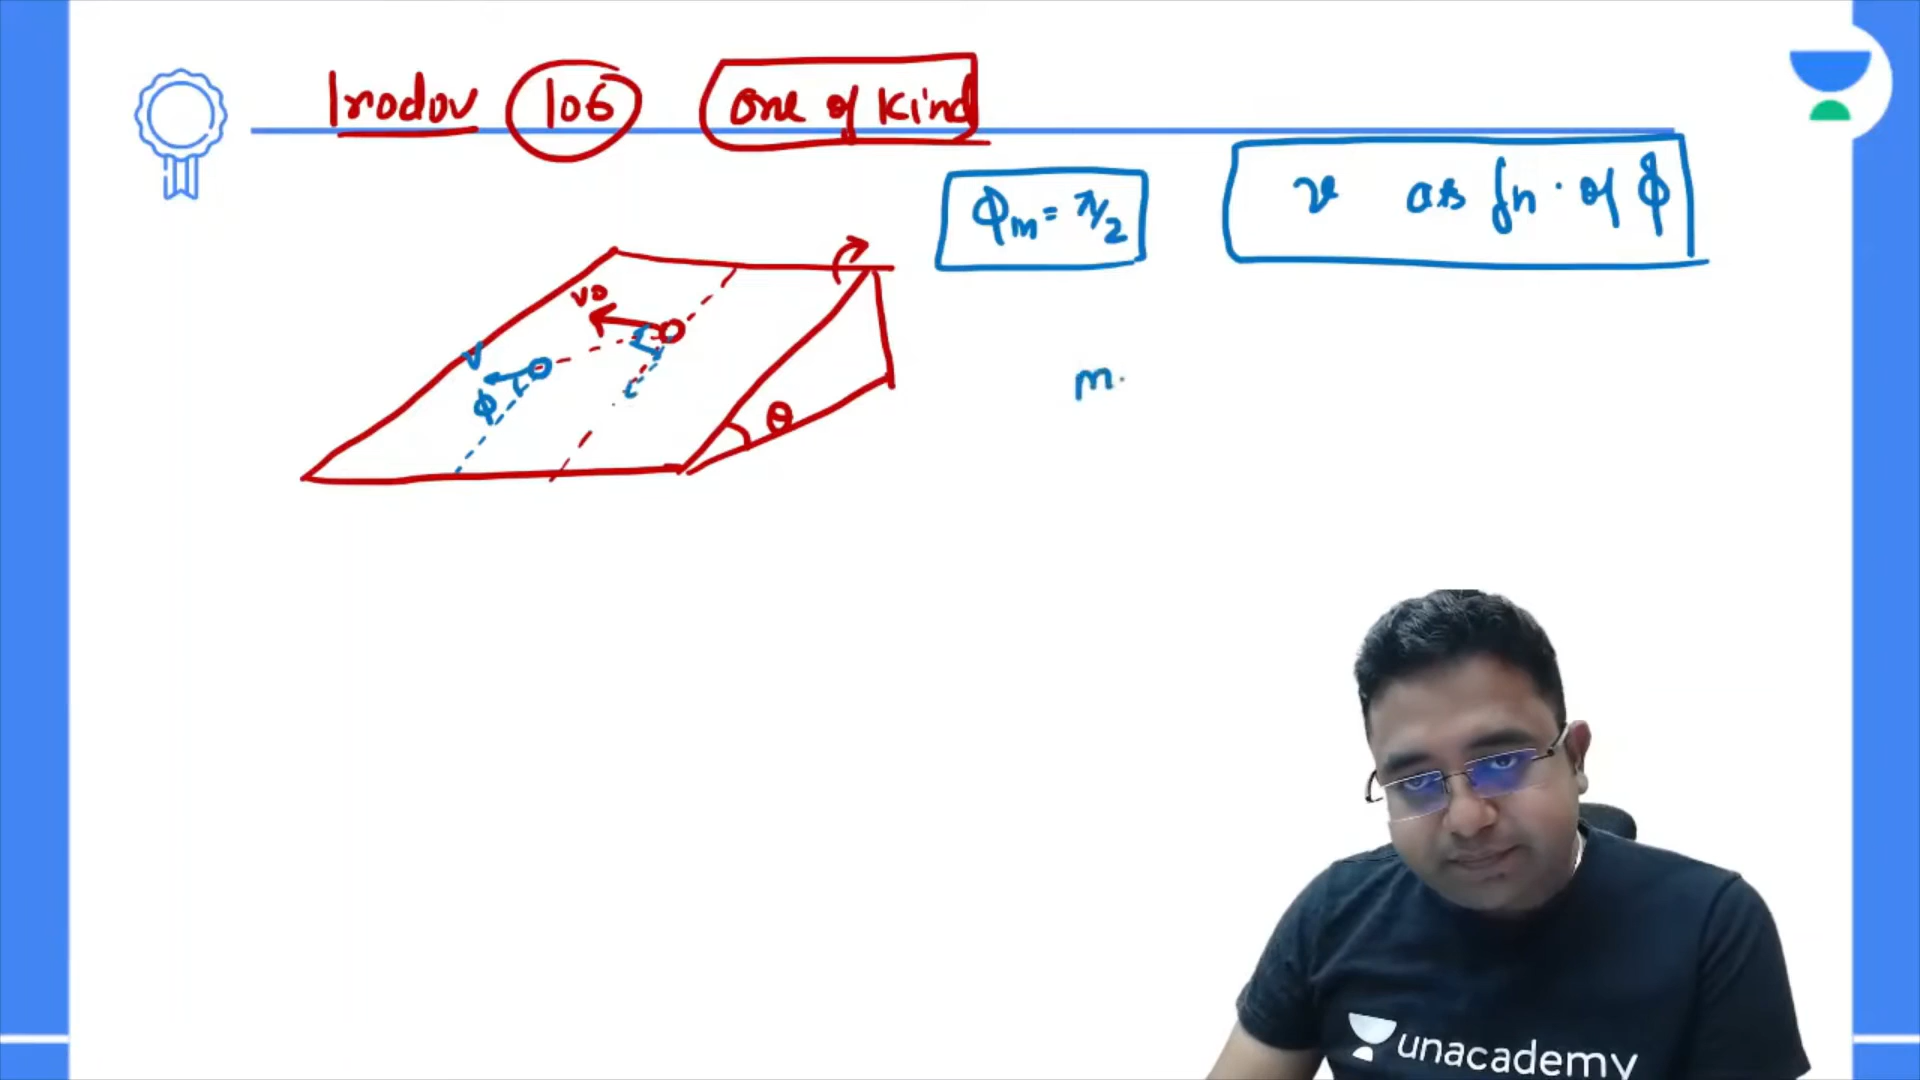 Irodov 106 one of kind
Φm = π/2
v as fn. of ϕ
v0
v
ϕ
θ
m.
unacademy